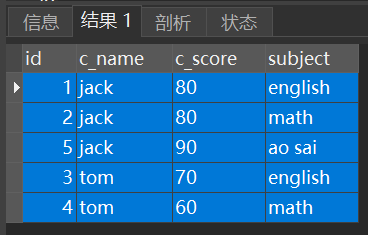 信息 结果 1 剖析 状态
id c_name c_score subject
1 jack 80 english
2 jack 80 math
5 jack 90 ao sai
3 tom 70 english
4 tom 60 math